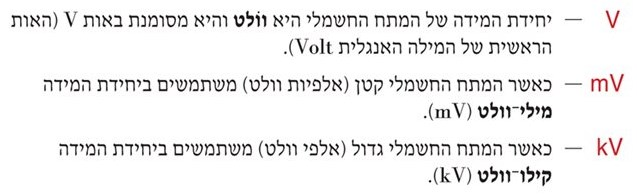 V — יחידת המידה של המתח החשמלי היא ווֹלט והיא מסומנת באות V (האות
הראשית של המילה האנגלית Volt).
mV — כאשר המתח החשמלי קטן (אלפיות וולט) משתמשים ביחידת המידה
מילי־וולט (mV).
kV — כאשר המתח החשמלי גדול (אלפי וולט) משתמשים ביחידת המידה
קילו־וולט (kV).